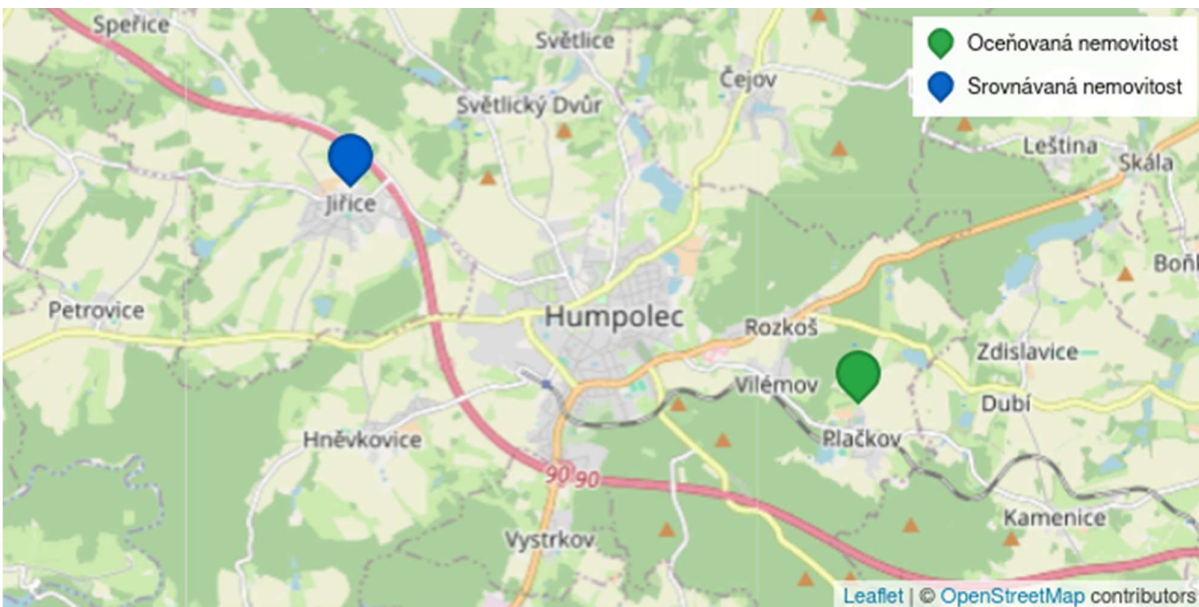 Speřice
Světlice
Oceňovaná nemovitost
Čejov
Srovnávaná nemovitost
Světlický Dvůr
Leština
Skála
Jiřice
Petrovice
Humpolec
Rozkoš
Zdislavice
Vilémov
Dubí
Hněvkovice
Plačkov
90 90
Kamenice
Vystrkov
Leaflet | © OpenStreetMap contributors